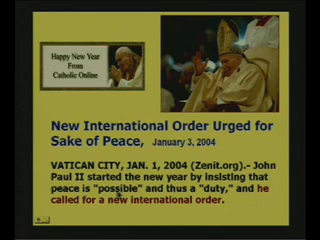 Happy New Year
From
Catholic Online
New International Order Urged for
Sake of Peace, January 3, 2004
VATICAN CITY, JAN. 1, 2004 (Zenit.org).- John
Paul II started the new year by insisting that
peace is "possible" and thus a "duty," and he
called for a new international order.